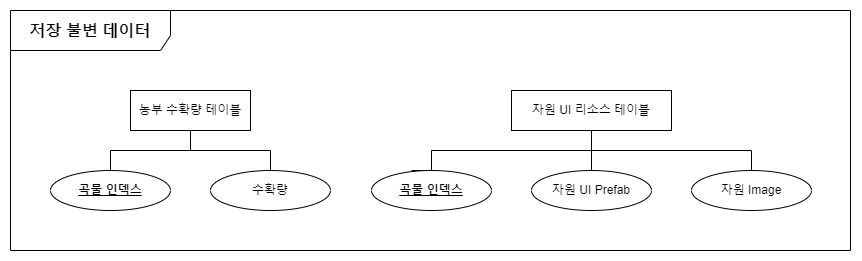 저장 불변 데이터
농부 수확량 테이블
자원 UI 리소스 테이블
곡물 인덱스
수확량
곡물 인덱스
자원 UI Prefab
자원 Image